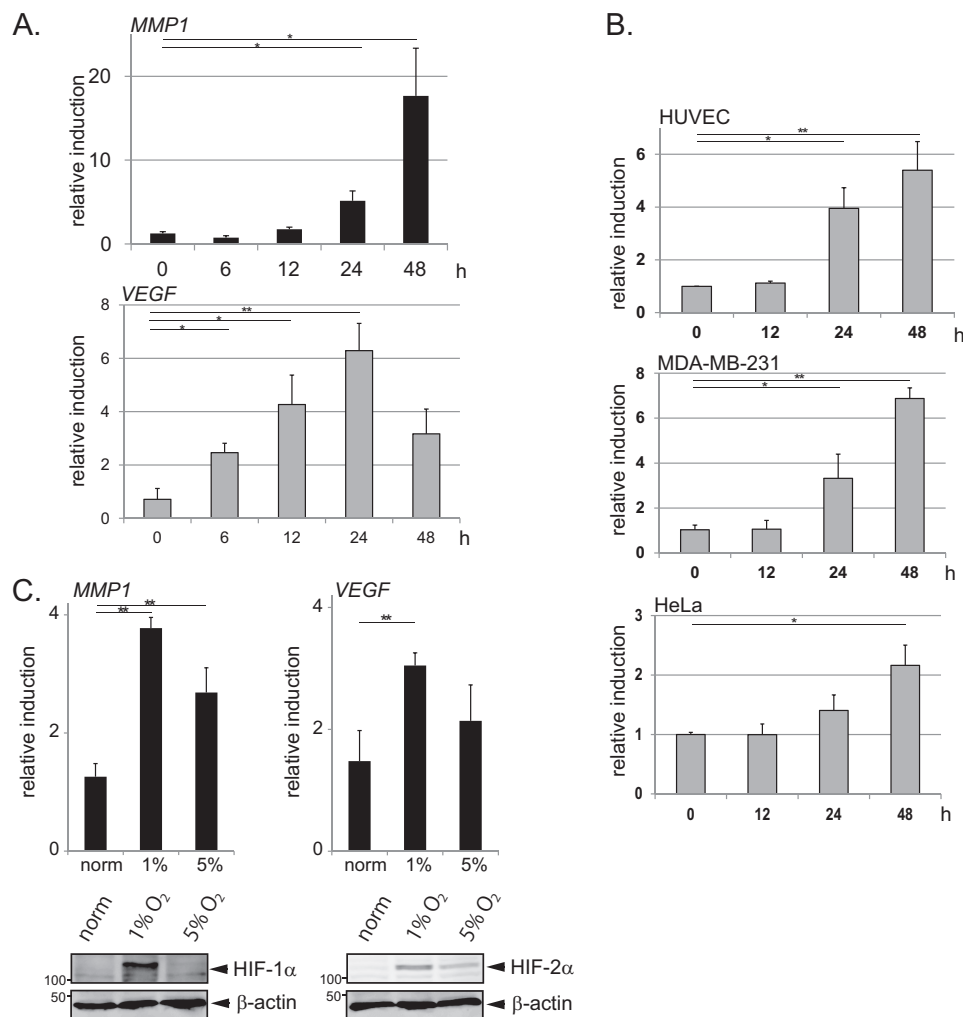 A.
MMP1
*
*
relative induction
20
10
0
0 6 12 24 48 h
VEGF
**
*
*
relative induction
8
6
4
2
0
0 6 12 24 48 h
B.
HUVEC
**
*
relative induction
6
4
2
0
0 12 24 48 h
MDA-MB-231
**
*
relative induction
8
6
4
2
0
0 12 24 48 h
HeLa
*
relative induction
3
2
1
0
0 12 24 48 h
C.
MMP1
**
**
relative induction
4
2
0
norm 1% 5%
VEGF
**
relative induction
4
2
0
norm 1% 5%
norm 1% O2 5% O2
100
HIF-1α
50
β-actin
norm 1% O2 5% O2
100
HIF-2α
50
β-actin